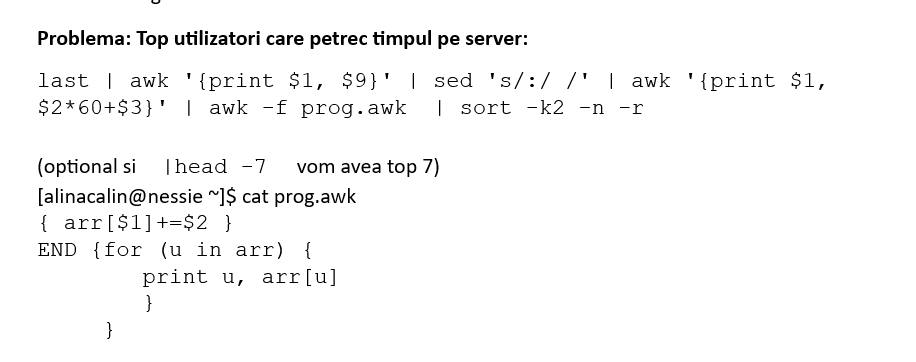 Problema: Top utilizatori care petrec timpul pe server:
last | awk '{print $1, $9}' | sed 's/:/ /' | awk '{print $1,
$2*60+$3}' | awk -f prog.awk | sort -k2 -n -r
(optional si |head -7 vom avea top 7)
[alinacalin@nessie ~]$ cat prog.awk
{ arr[$1]+=$2 }
END {for (u in arr) {
print u, arr[u]
}
}